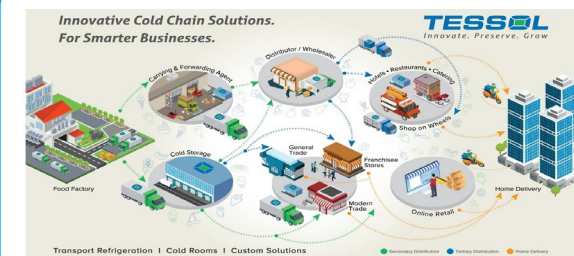 Innovative Cold Chain Solutions.
For Smarter Businesses.
TESSOL
Innovate. Preserve. Grow
Carrying & Forwarding Agent
Distributor / Wholesaler
Hotels • Restaurants • Catering
Shop on Wheels
Food Factory
Cold Storage
General
Trade
Franchisee
Stores
Modern
Trade
Online Retail
Home Delivery
Transport Refrigeration I Cold Rooms I Custom Solutions
Secondary Distribution
Tertiary Distribution
Home Delivery